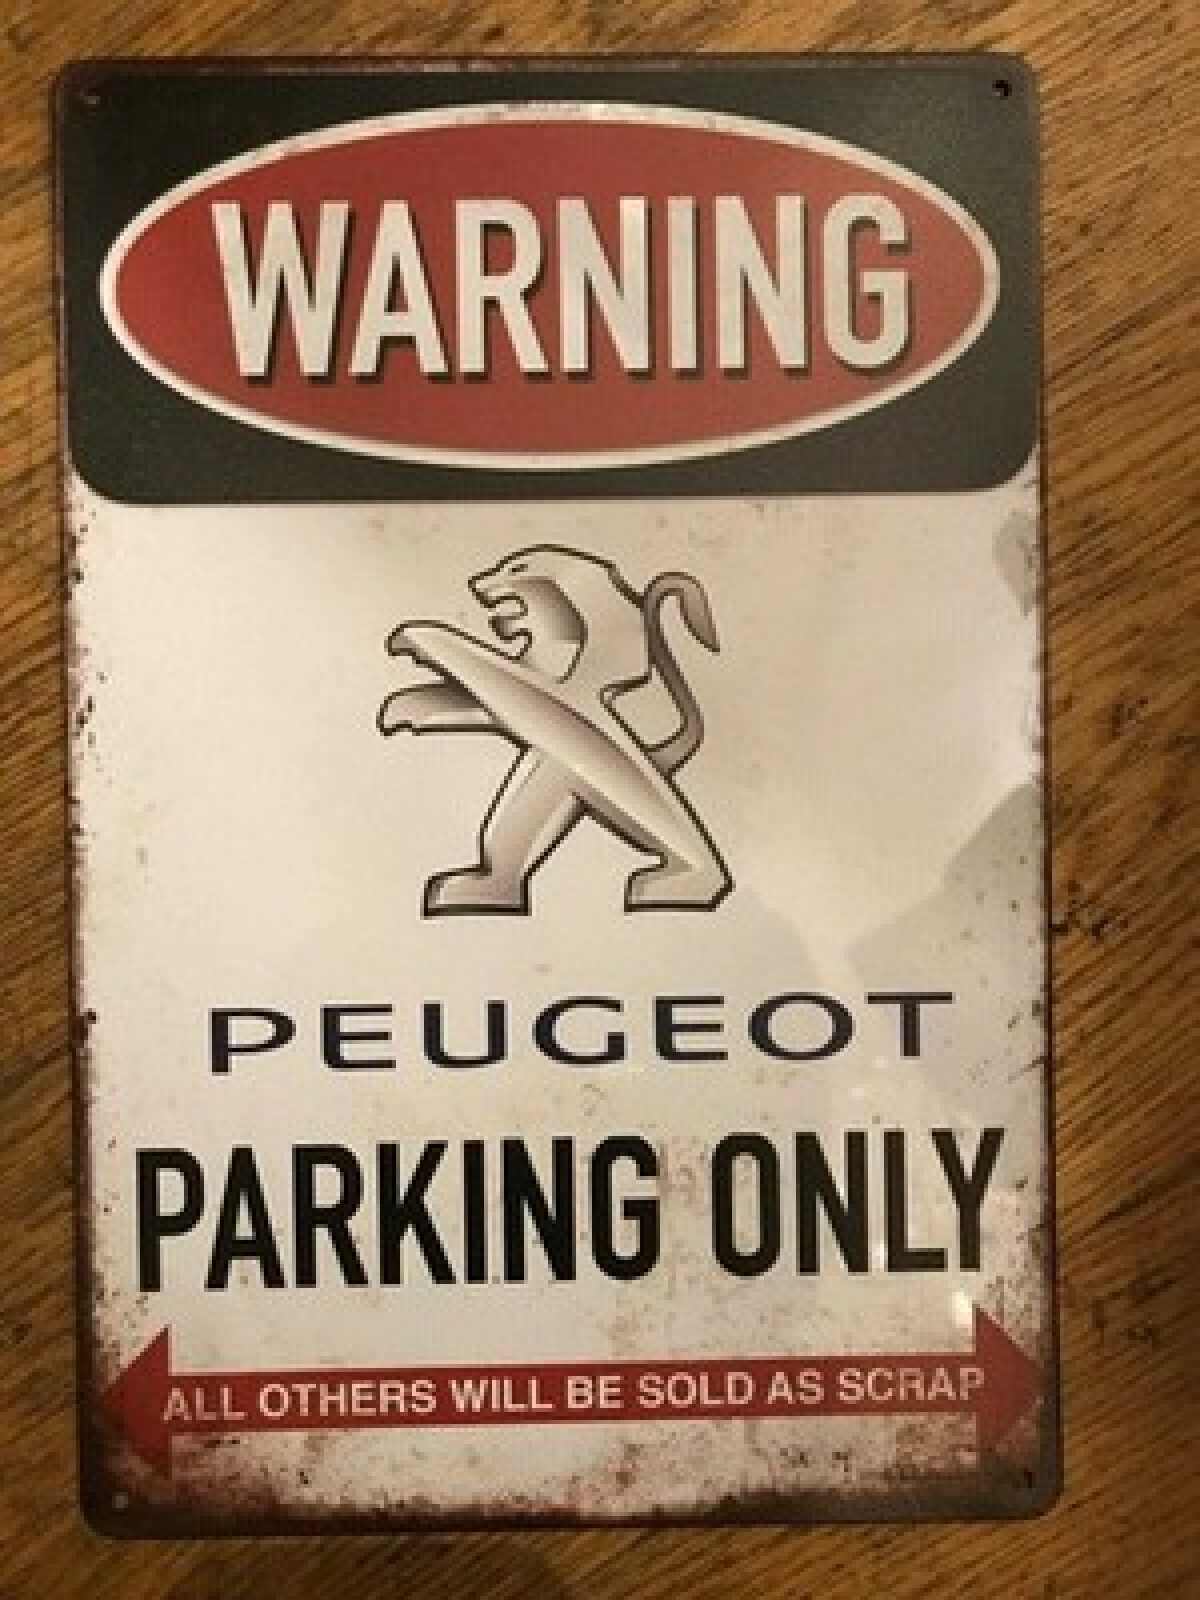 WARNING
PEUGEOT
PARKING ONLY
ALL OTHERS WILL BE SOLD AS SCRAP